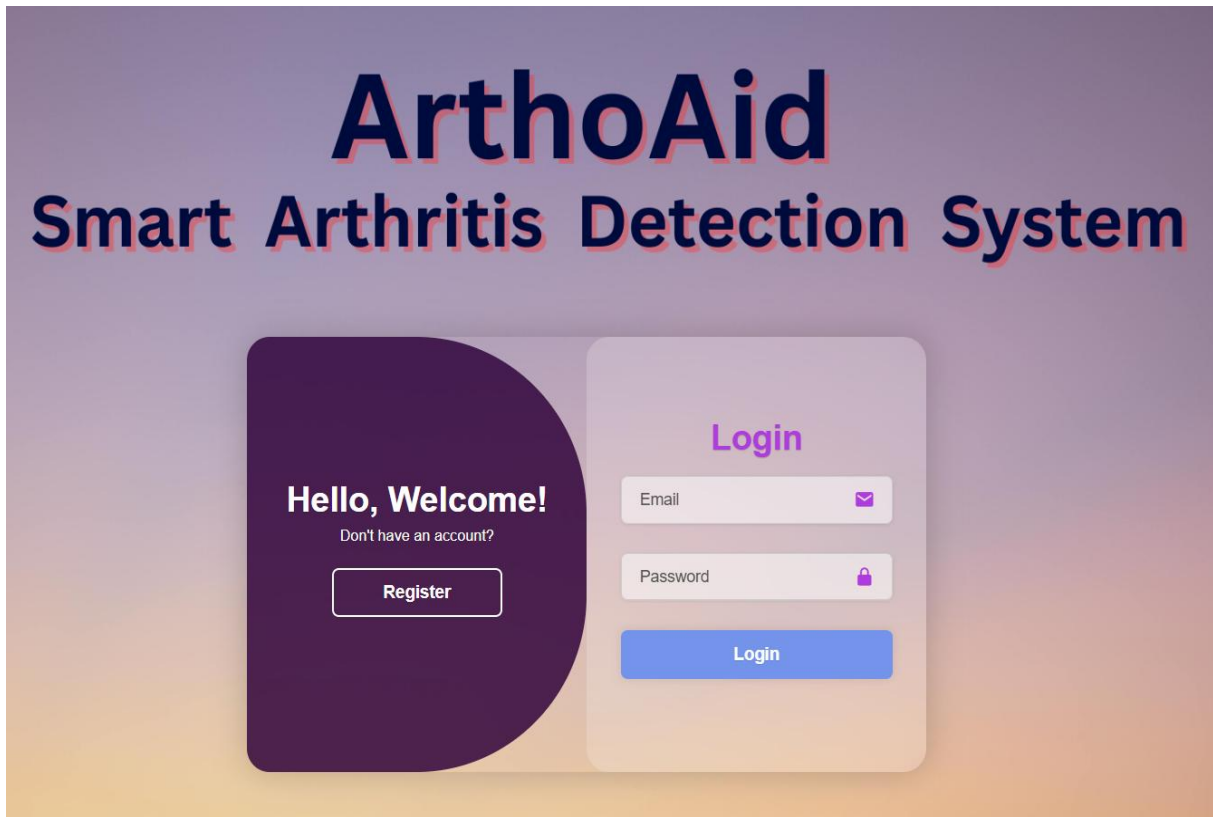 ArthoAid
Smart Arthritis Detection System
Hello, Welcome!
Don't have an account?
Register
Login
Email
Password
Login